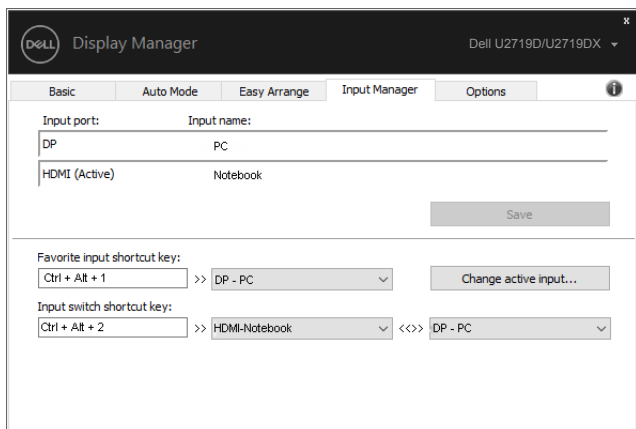 x
DELL Display Manager Dell U2719D/U2719DX
Basic Auto Mode Easy Arrange Input Manager Options i
Input port: Input name:
DP PC
HDMI (Active) Notebook
Save
Favorite input shortcut key:
Ctrl + Alt + 1 >> DP - PC Change active input...
Input switch shortcut key:
Ctrl + Alt + 2 >> HDMI-Notebook <<>> DP - PC